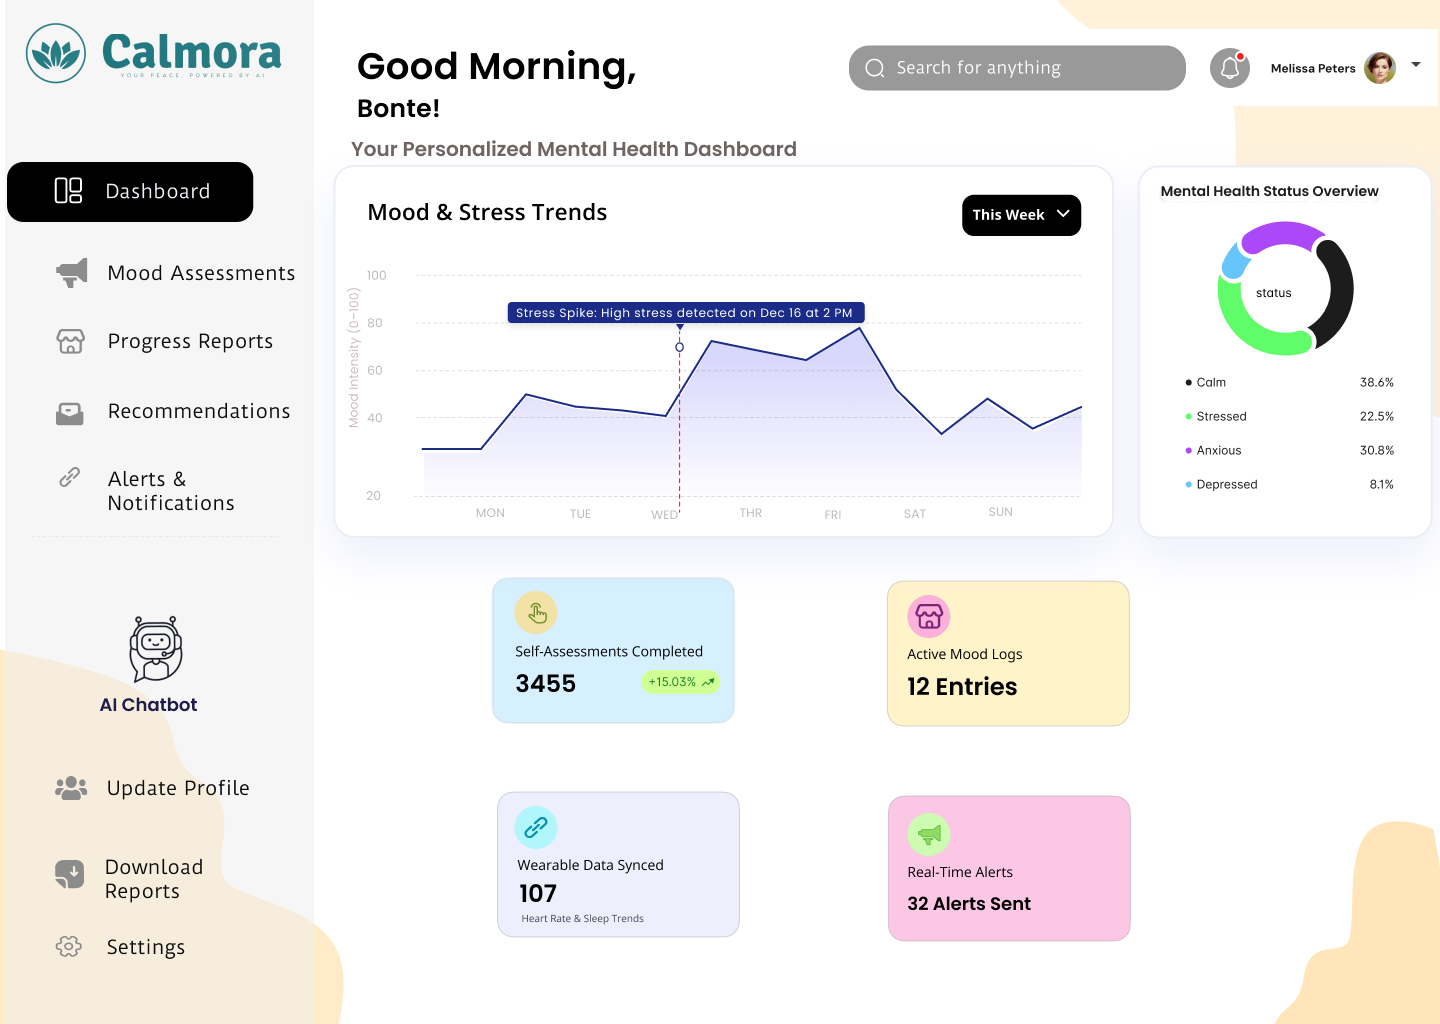 Calmora
YOUR PEACE, POWERED BY AI
Dashboard
Mood Assessments
Progress Reports
Recommendations
Alerts &
Notifications
AI Chatbot
Update Profile
Download
Reports
Settings
Good Morning,
Bonte!
Search for anything
Melissa Peters
Your Personalized Mental Health Dashboard
Mood & Stress Trends
This Week
Mood Intensity (0–100)
100
80
60
40
20
Stress Spike: High stress detected on Dec 16 at 2 PM
MON
TUE
WED
THR
FRI
SAT
SUN
Mental Health Status Overview
status
Calm 38.6%
Stressed 22.5%
Anxious 30.8%
Depressed 8.1%
Self-Assessments Completed
3455
+15.03%
Active Mood Logs
12 Entries
Wearable Data Synced
107
Heart Rate & Sleep Trends
Real-Time Alerts
32 Alerts Sent